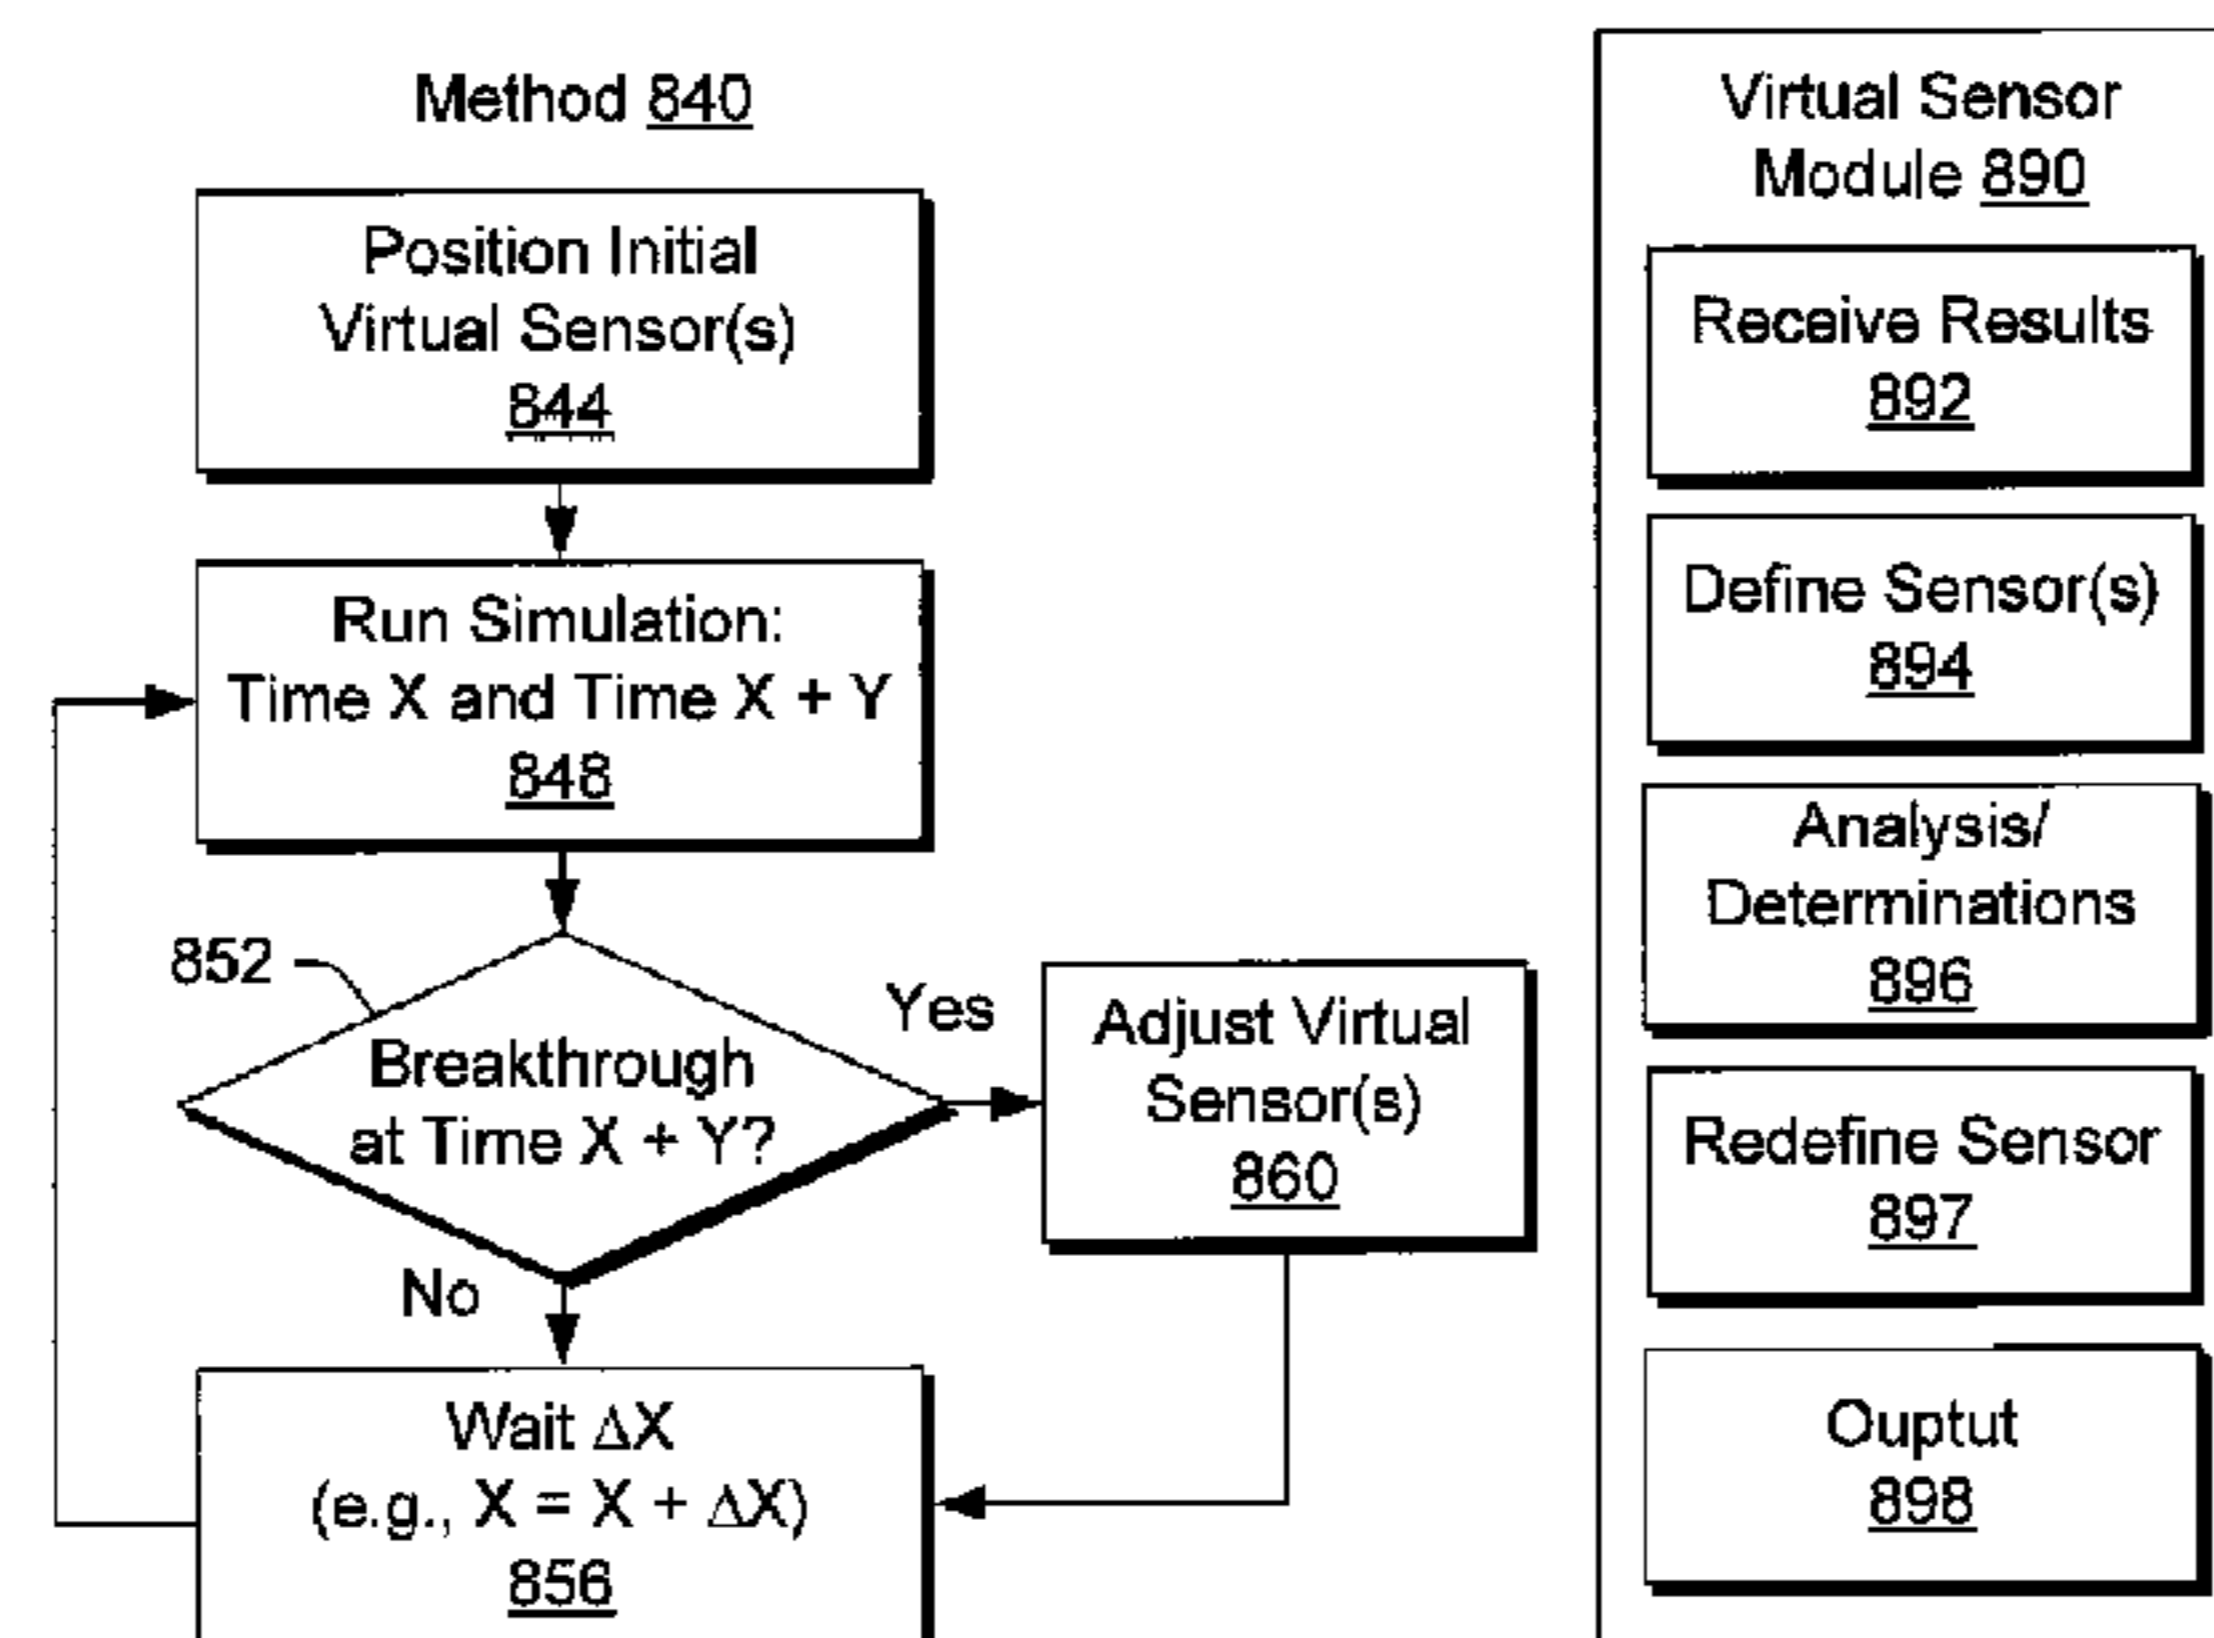 Method 840
Position Initial
Virtual Sensor(s)
844
Run Simulation:
Time X and Time X + Y
848
852
Breakthrough
at Time X + Y?
Yes
No
Adjust Virtual
Sensor(s)
860
Wait ΔX
(e.g., X = X + ΔX)
856
Virtual Sensor
Module 890
Receive Results
892
Define Sensor(s)
894
Analysis/
Determinations
896
Redefine Sensor
897
Ouptut
898